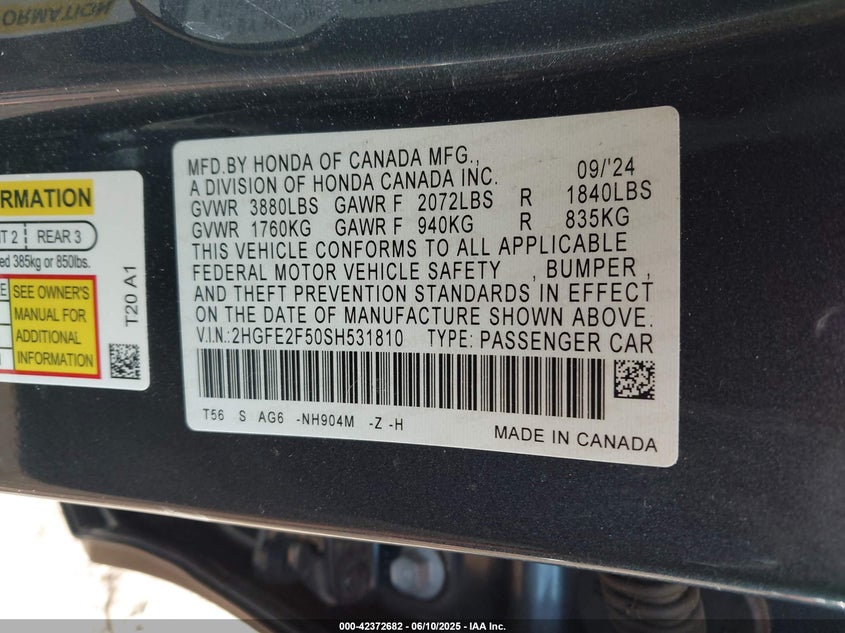 ORMATION
MFD.BY HONDA OF CANADA MFG., 09/'24
A DIVISION OF HONDA CANADA INC.
GVWR 3880LBS GAWR F 2072LBS R 1840LBS
GVWR 1760KG GAWR F 940KG R 835KG
THIS VEHICLE CONFORMS TO ALL APPLICABLE
FEDERAL MOTOR VEHICLE SAFETY , BUMPER ,
AND THEFT PREVENTION STANDARDS IN EFFECT
ON THE DATE OF MANUFACTURE SHOWN ABOVE.
V.I.N.: 2HGFE2F50SH531810 TYPE: PASSENGER CAR
T56 S AG6 -NH904M -Z -H
MADE IN CANADA
RMATION
T 2 REAR 3
ed 385kg or 850lbs.
E SEE OWNER'S
MANUAL FOR
ADDITIONAL
INFORMATION
T20 A1
000-42372682 - 06/10/2025 - IAA Inc.